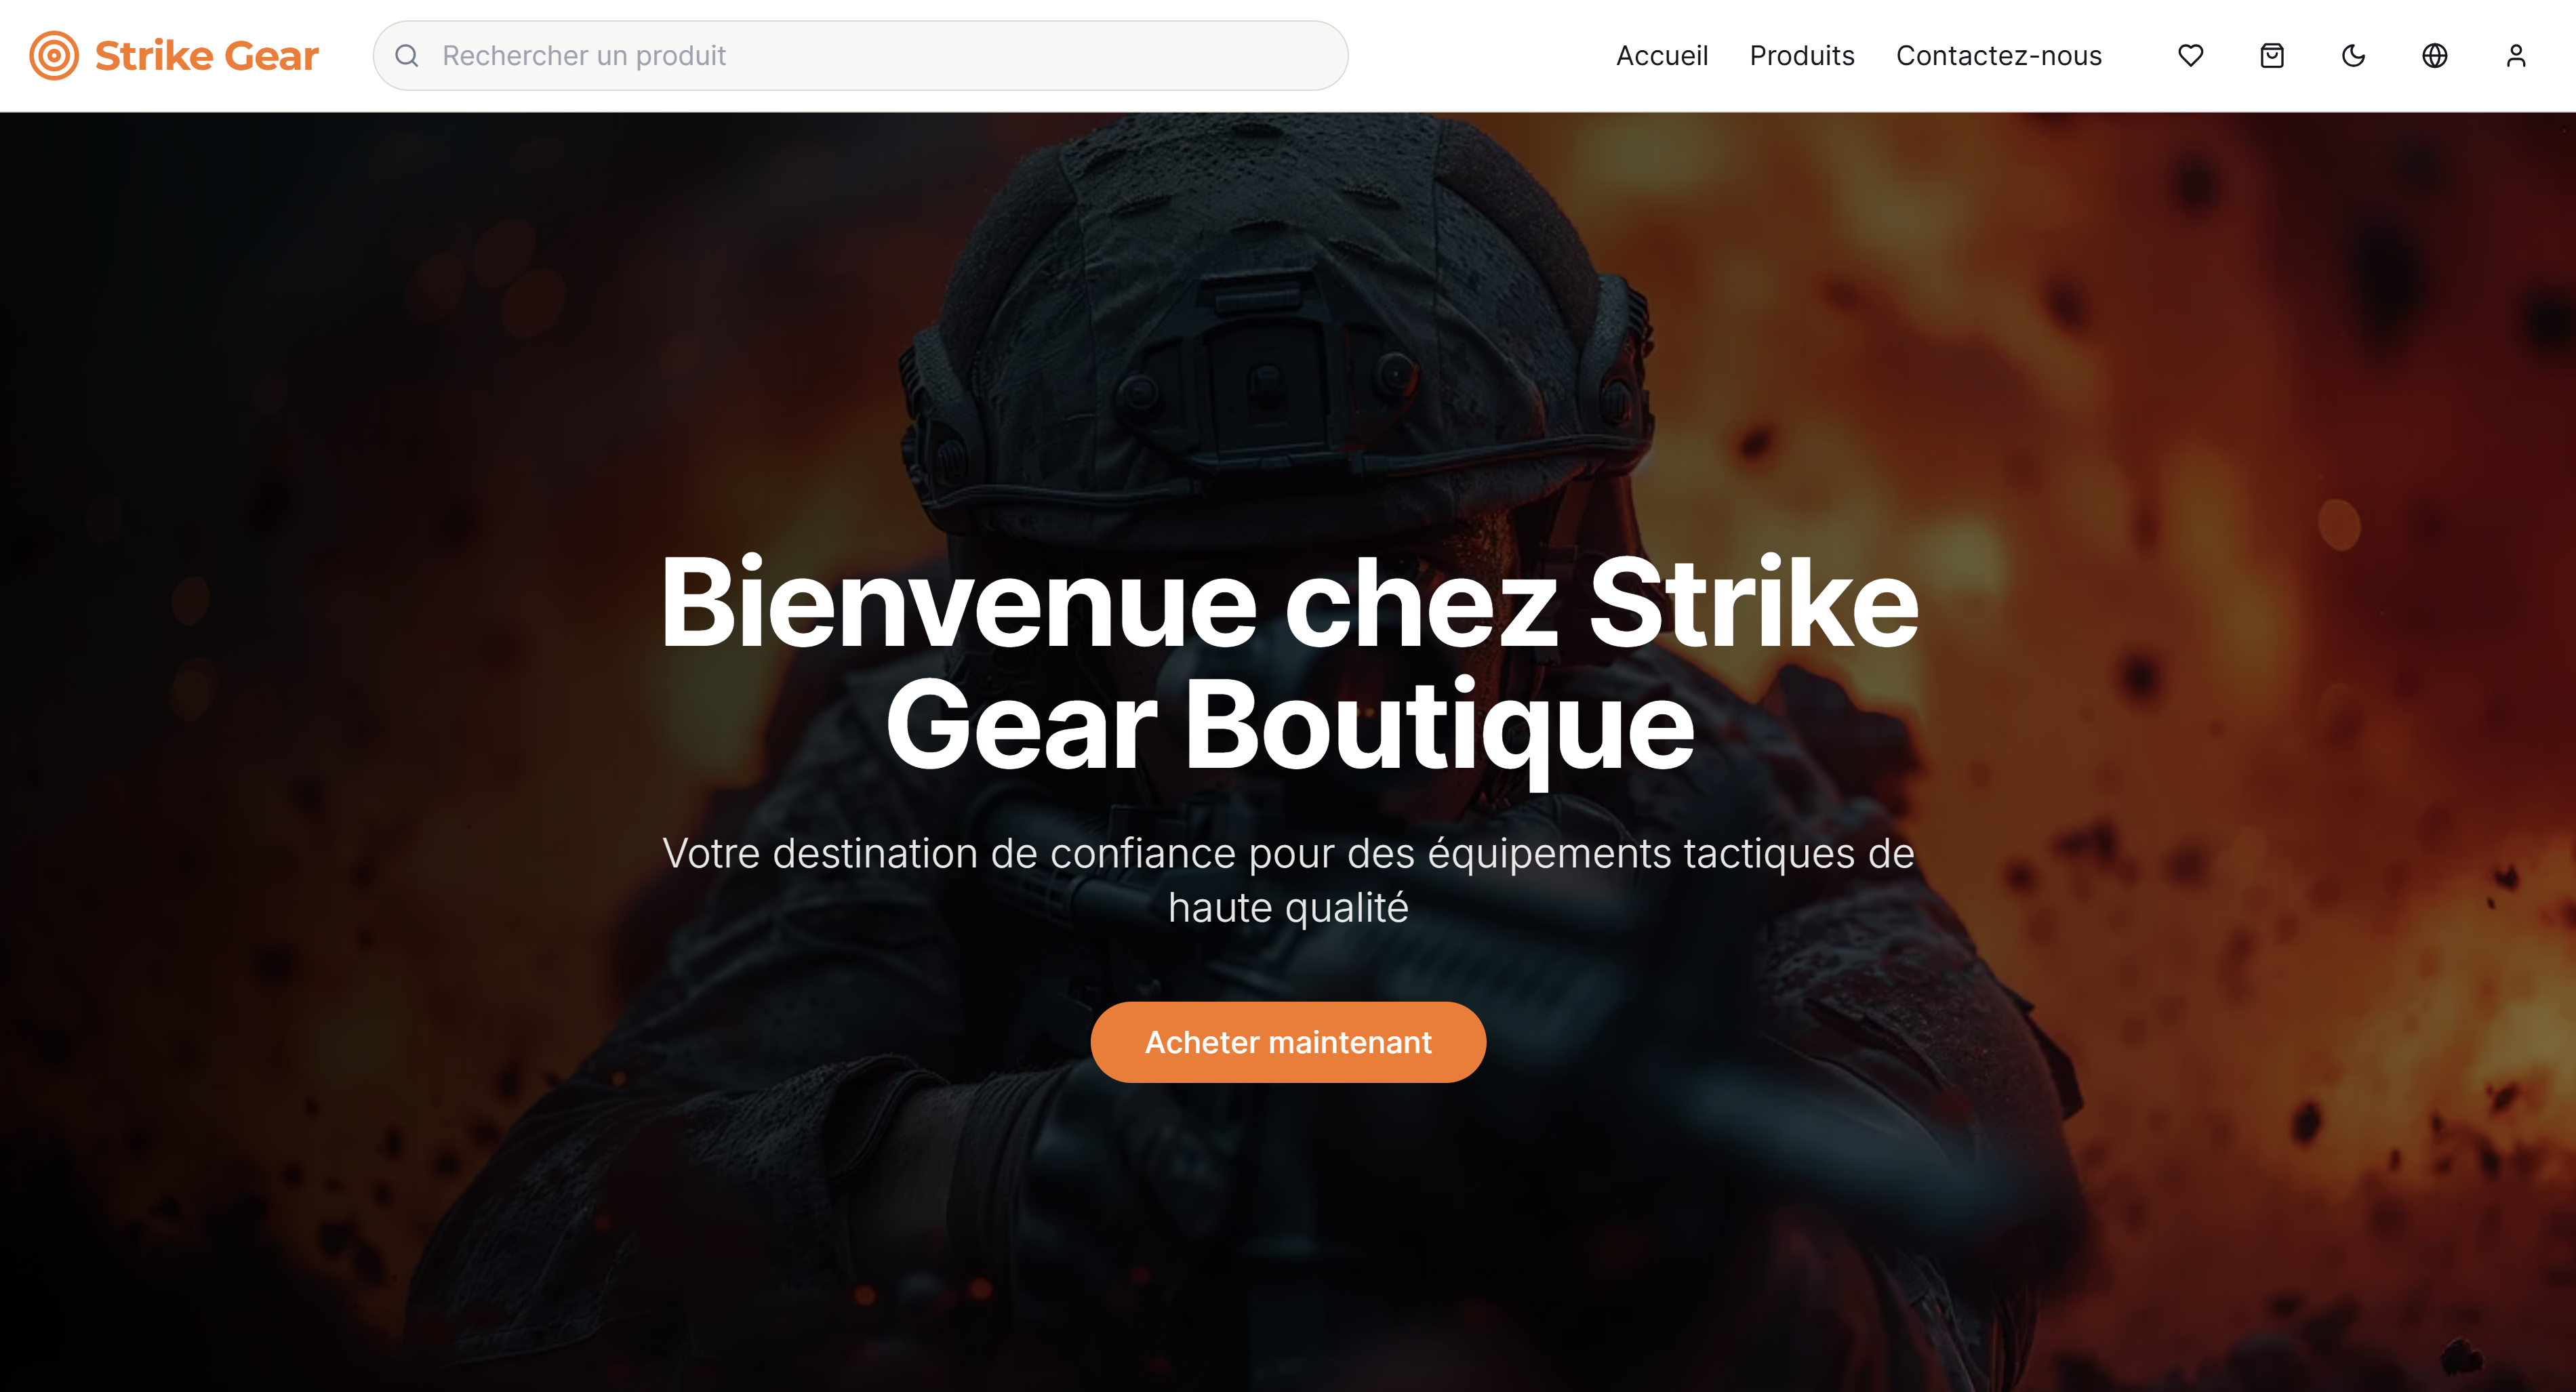 Strike Gear
Rechercher un produit
Accueil
Produits
Contactez-nous
Bienvenue chez Strike
Gear Boutique
Votre destination de confiance pour des équipements tactiques de
haute qualité
Acheter maintenant